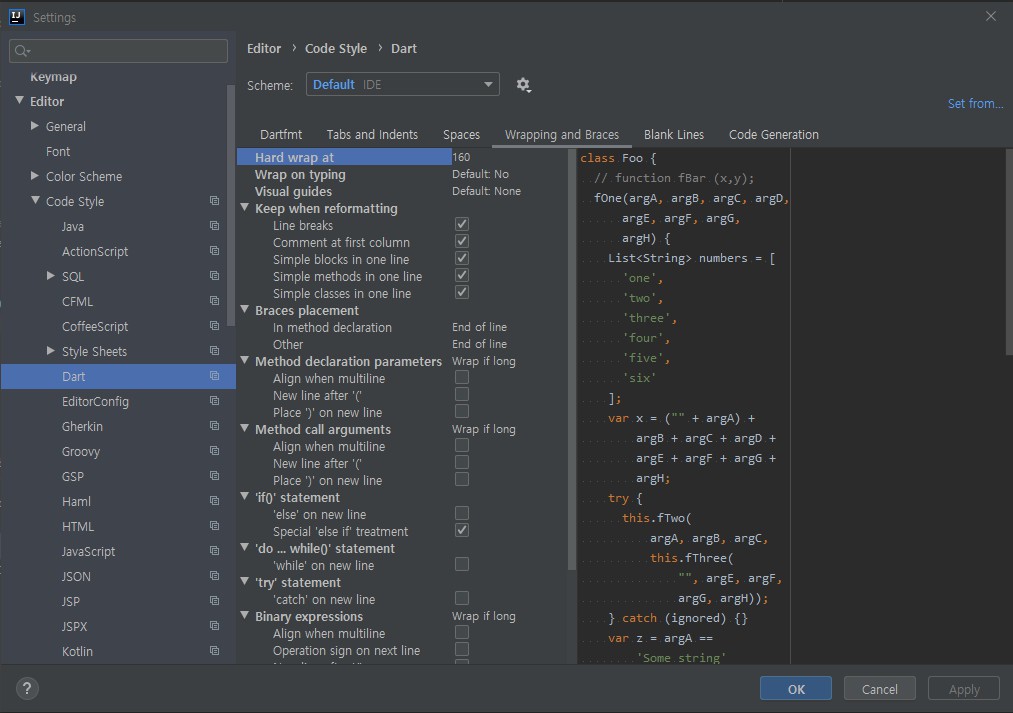 IJ
Settings
Keymap
Editor
General
Font
Color Scheme
Code Style
Java
ActionScript
SQL
CFML
CoffeeScript
Style Sheets
Dart
EditorConfig
Gherkin
Groovy
GSP
Haml
HTML
JavaScript
JSON
JSP
JSPX
Kotlin
Editor › Code Style › Dart
Scheme: Default IDE
Set from...
Dartfmt Tabs and Indents Spaces Wrapping and Braces Blank Lines Code Generation
Hard wrap at 160
Wrap on typing Default: No
Visual guides Default: None
Keep when reformatting
Line breaks
Comment at first column
Simple blocks in one line
Simple methods in one line
Simple classes in one line
Braces placement
In method declaration End of line
Other End of line
Method declaration parameters Wrap if long
Align when multiline
New line after '('
Place ')' on new line
Method call arguments Wrap if long
Align when multiline
New line after '('
Place ')' on new line
'if()' statement
'else' on new line
Special 'else if' treatment
'do ... while()' statement
'while' on new line
'try' statement
'catch' on new line
Binary expressions Wrap if long
Align when multiline
Operation sign on next line
class Foo {
// function fBar (x,y);
fOne(argA, argB, argC, argD,
argE, argF, argG,
argH) {
List<String> numbers = [
'one',
'two',
'three',
'four',
'five',
'six'
];
var x = ("" + argA) +
argB + argC + argD +
argE + argF + argG +
argH;
try {
this.fTwo(
argA, argB, argC,
this.fThree(
"", argE, argF,
argG, argH));
} catch (ignored) {}
var z = argA ==
'Some string'
?
OK Cancel Apply